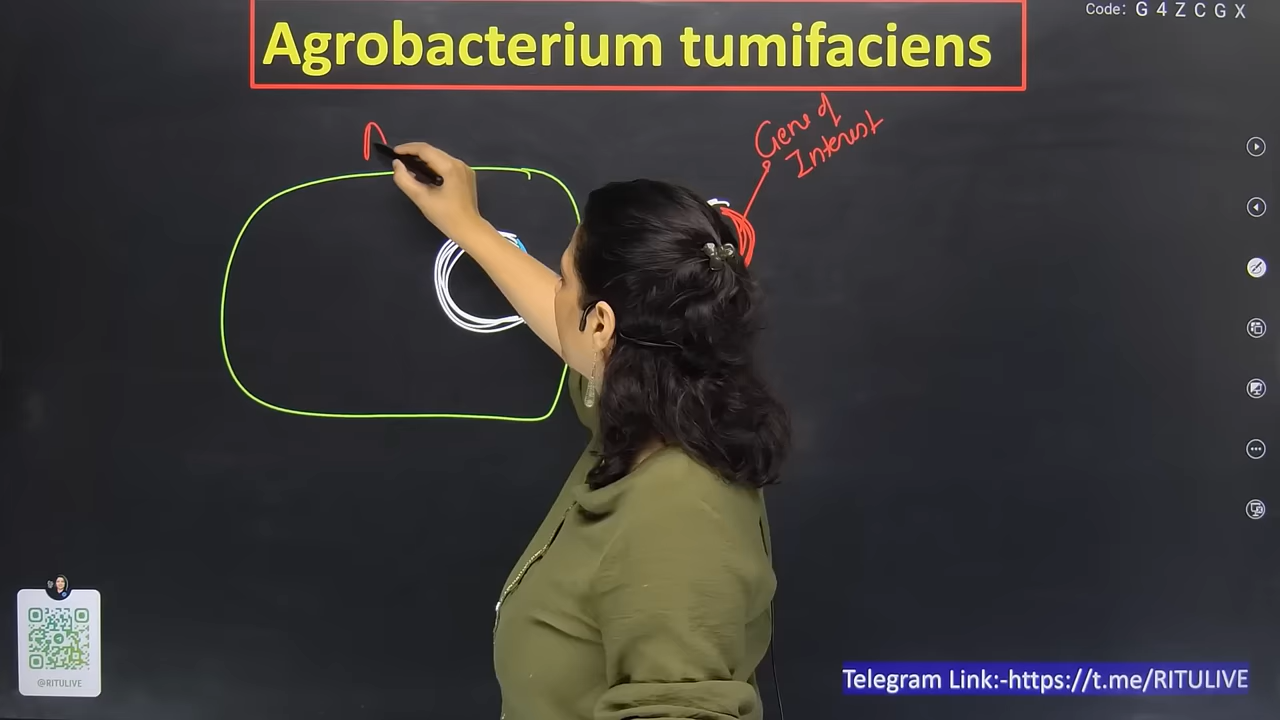 Code: G 4 Z C G X
Agrobacterium tumifaciens
Gene of
Interest
@RITULIVE
Telegram Link:-https://t.me/RITULIVE